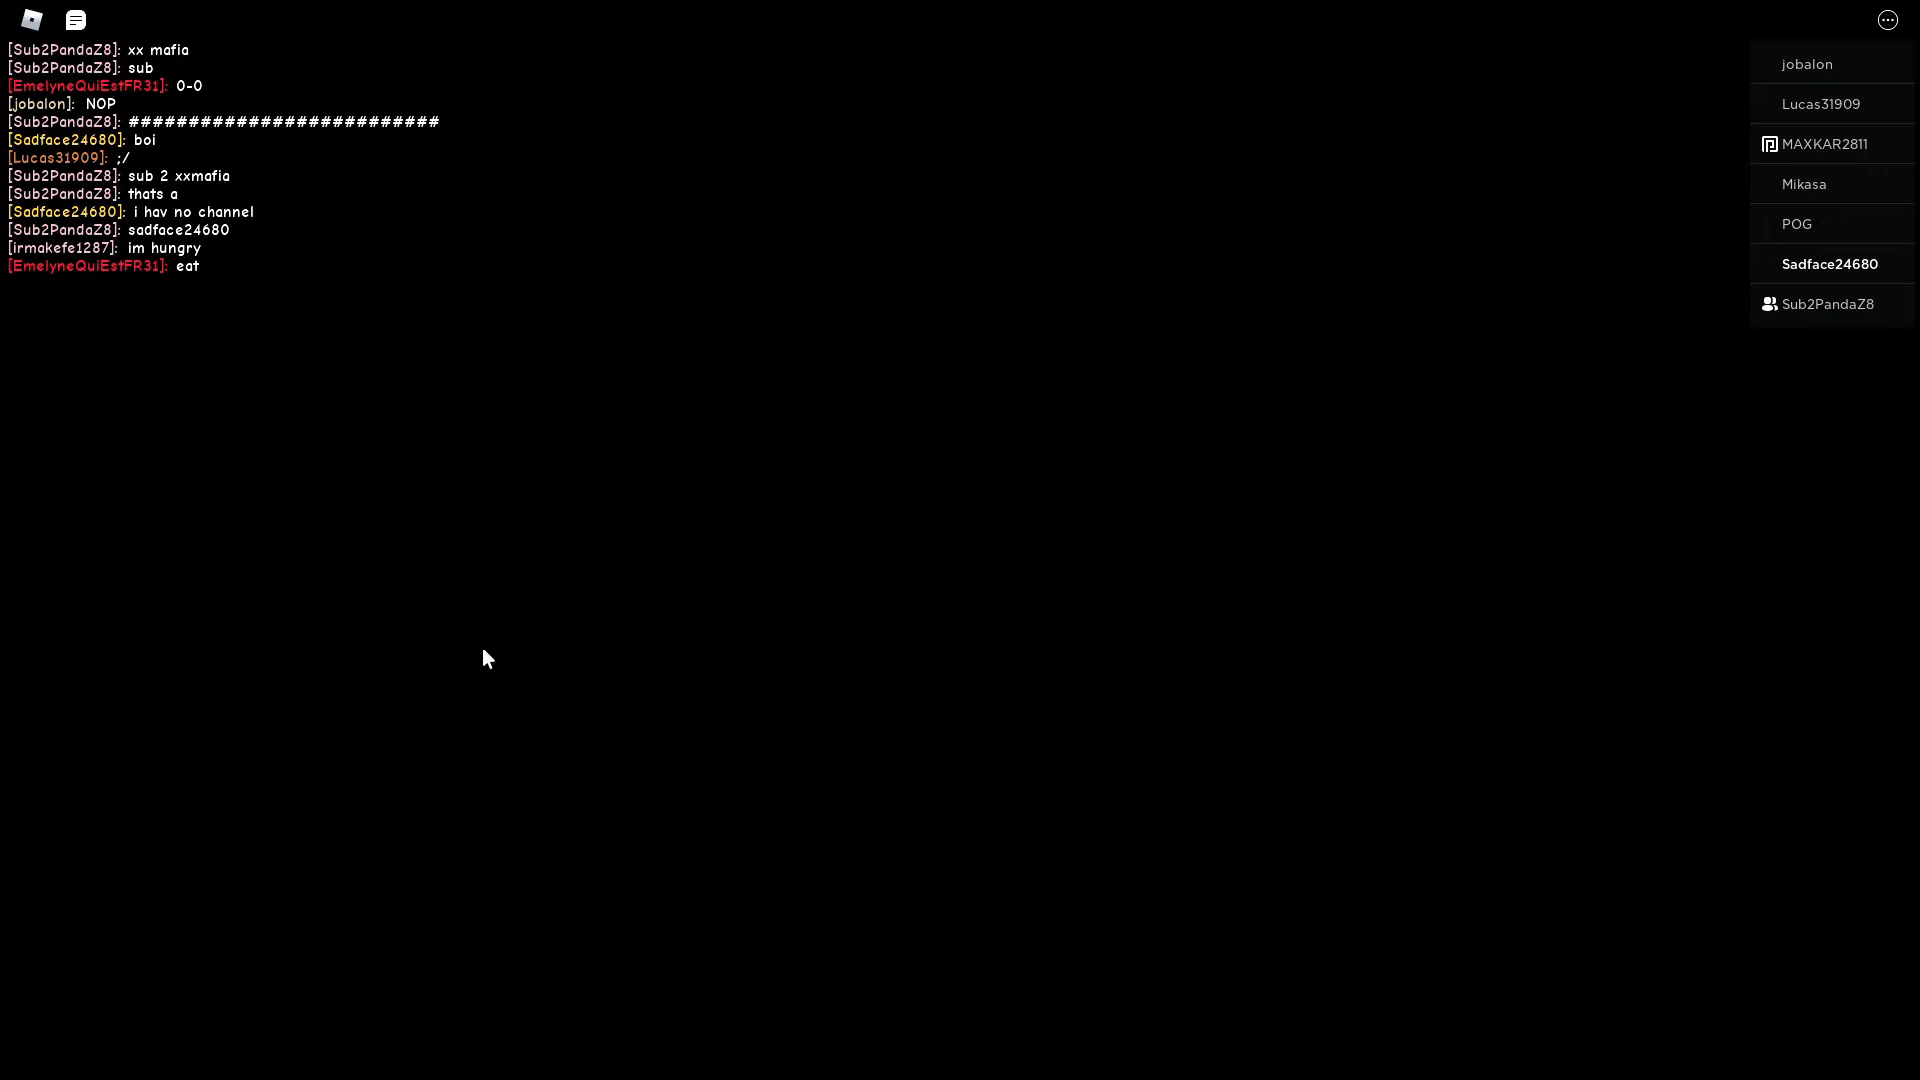 [Sub2PandaZ8]: xx mafia
[Sub2PandaZ8]: sub
[EmelyneQuiEstFR31]: 0-0
[jobalon]: NOP
[Sub2PandaZ8]: ##########################
[Sadface24680]: boi
[Lucas31909]: ;/
[Sub2PandaZ8]: sub 2 xxmafia
[Sub2PandaZ8]: thats a
[Sadface24680]: i hav no channel
[Sub2PandaZ8]: sadface24680
[irmakefe1287]: im hungry
[EmelyneQuiEstFR31]: eat
jobalon
Lucas31909
MAXKAR2811
Mikasa
POG
Sadface24680
Sub2PandaZ8